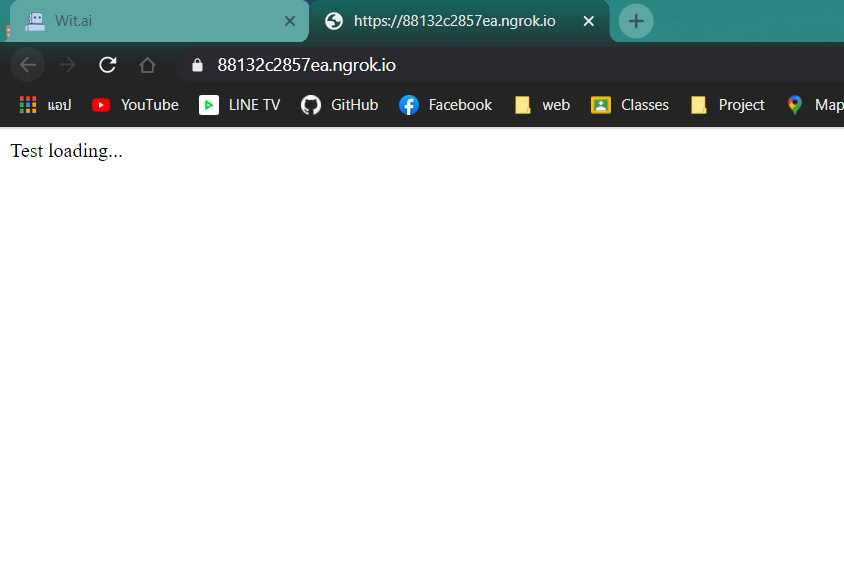 Wit.ai https://88132c2857ea.ngrok.io
88132c2857ea.ngrok.io
แอป YouTube LINE TV GitHub Facebook web Classes Project Map
Test loading...